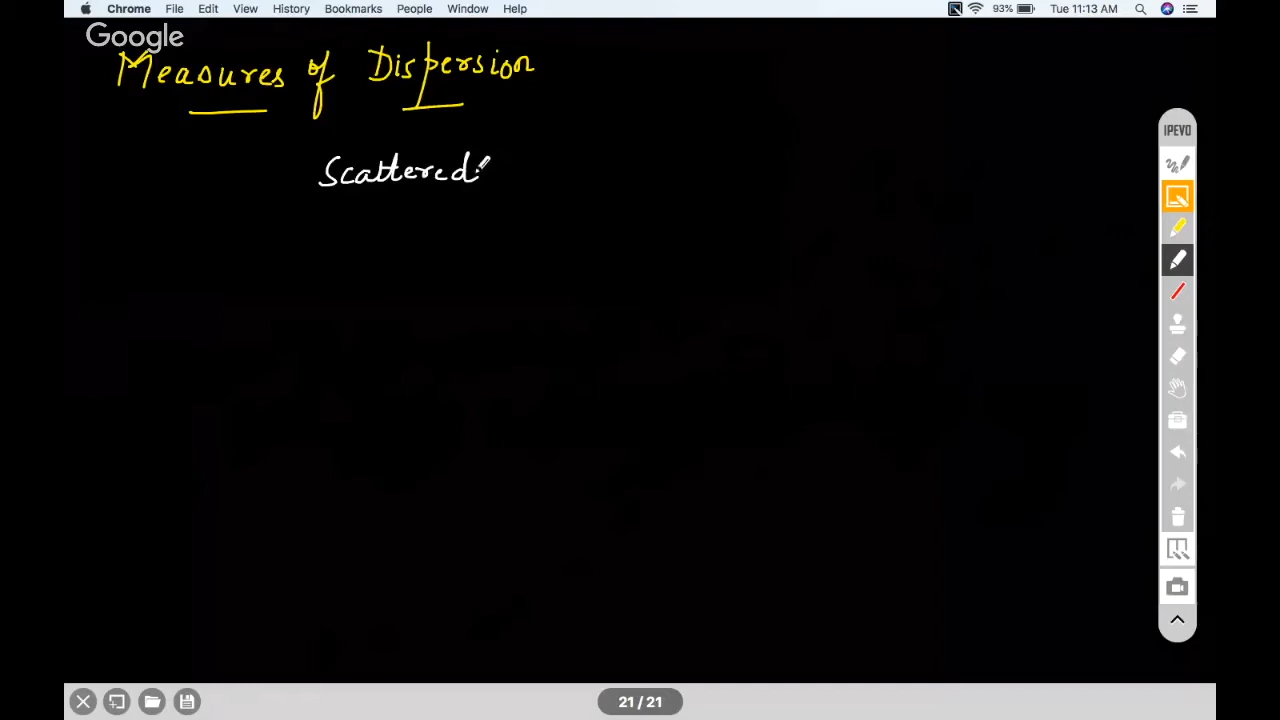 Chrome File Edit View History Bookmarks People Window Help 93% Tue 11:13 AM
Google
Measures of Dispersion
IPEVO
Scattered
21 / 21